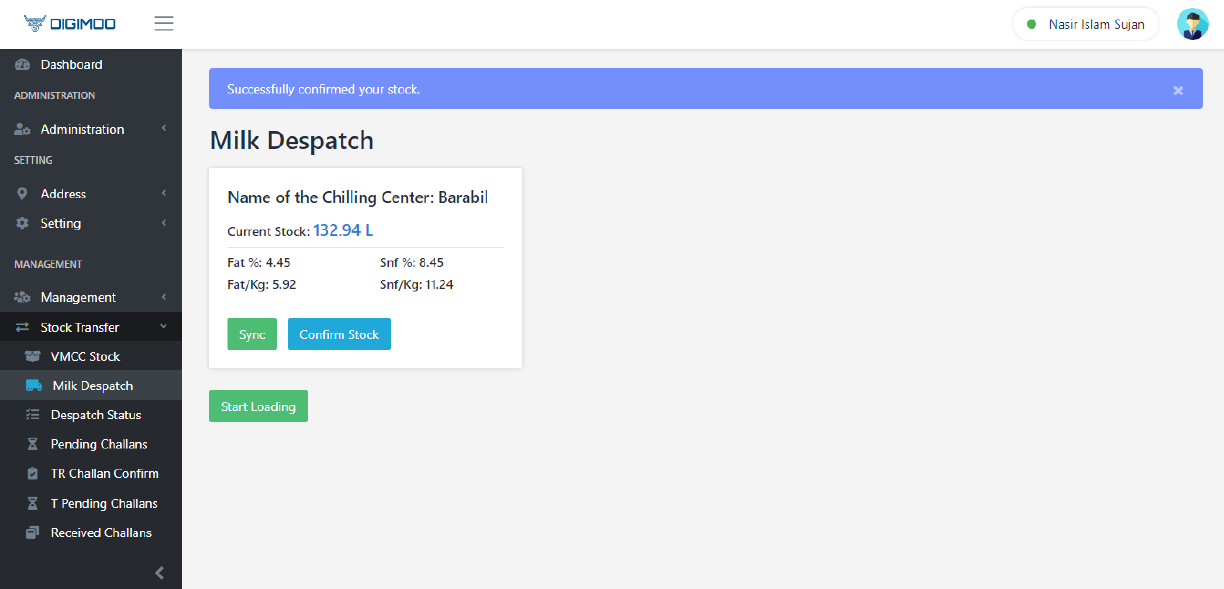 DIGIMOO
Nasir Islam Sujan
Dashboard
ADMINISTRATION
Administration
SETTING
Address
Setting
MANAGEMENT
Management
Stock Transfer
VMCC Stock
Milk Despatch
Despatch Status
Pending Challans
TR Challan Confirm
T Pending Challans
Received Challans
Successfully confirmed your stock.
×
Milk Despatch
Name of the Chilling Center: Barabil
Current Stock: 132.94 L
Fat %: 4.45 Snf %: 8.45
Fat/Kg: 5.92 Snf/Kg: 11.24
Sync Confirm Stock
Start Loading